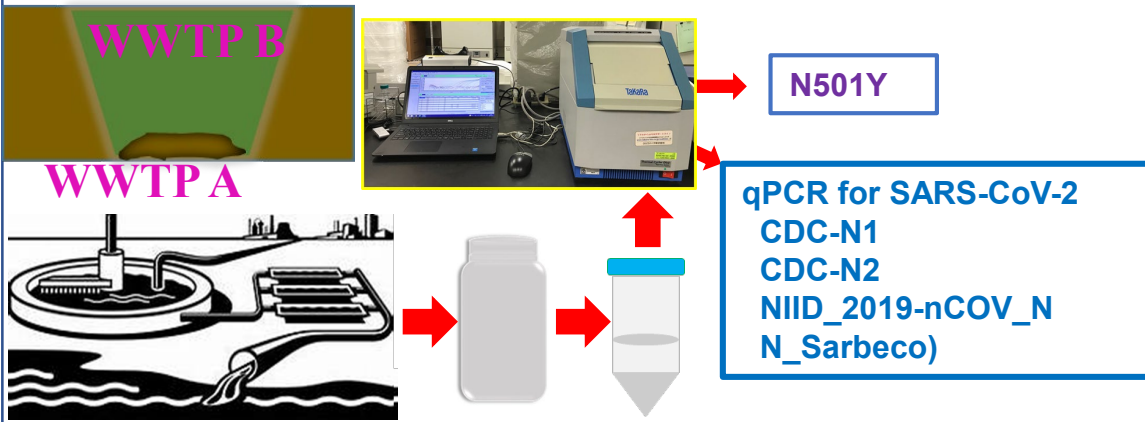 WWTP B
TaKaRa
N501Y
WWTP A
qPCR for SARS-CoV-2
CDC-N1
CDC-N2
NIID_2019-nCOV_N
N_Sarbeco)